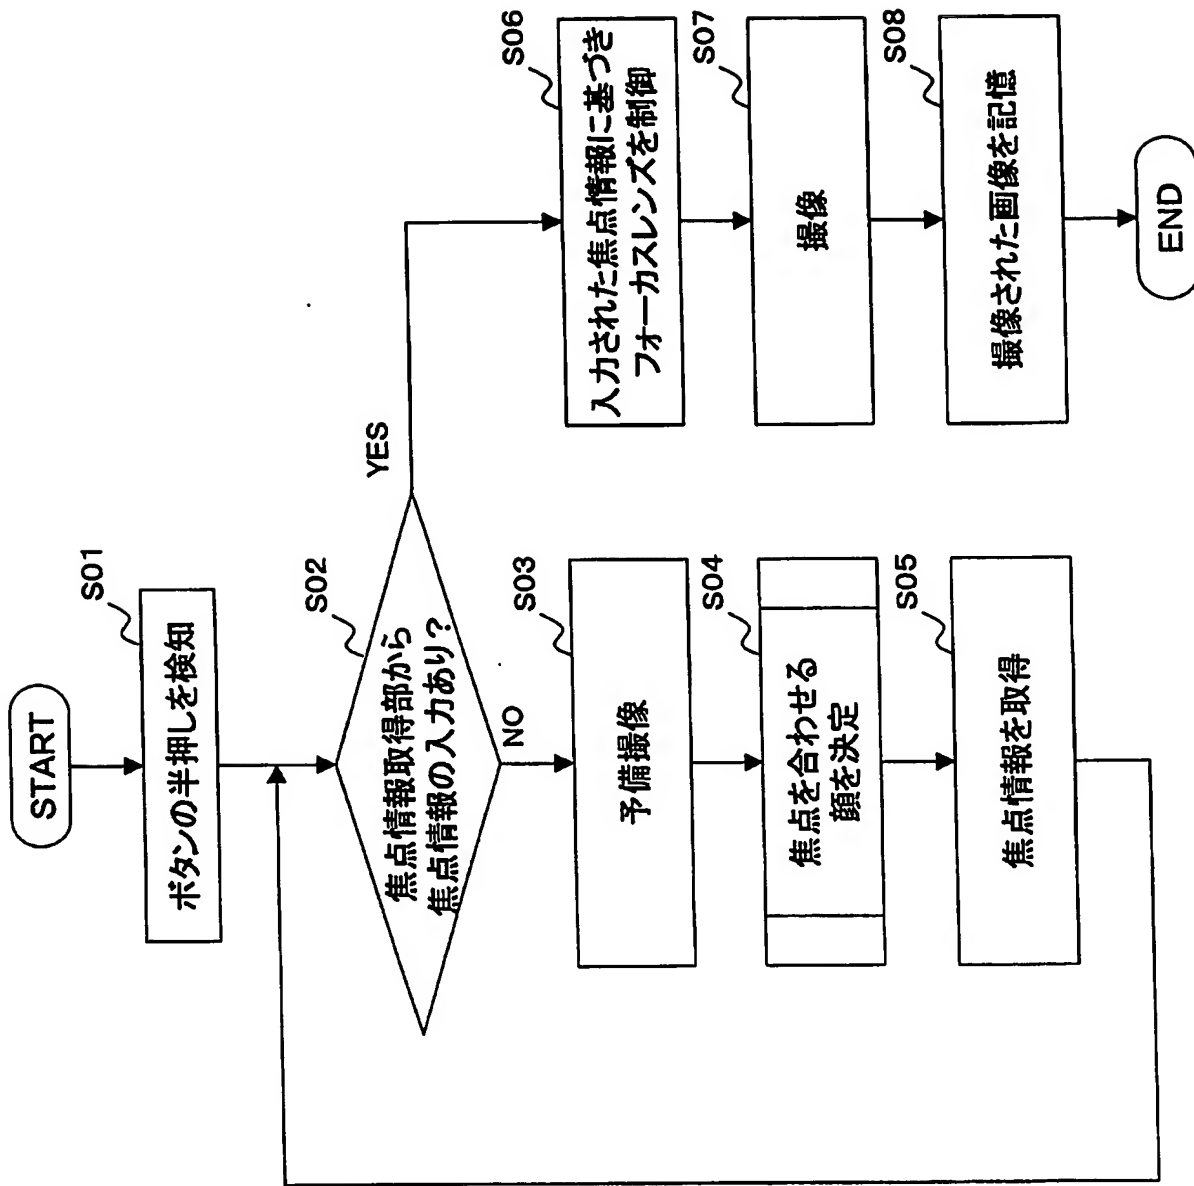 START
S01
ボタンの半押しを検知
S02
焦点情報取得部から
焦点情報の入力あり？
YES
NO
S03
予備撮像
S04
焦点を合わせる
顔を決定
S05
焦点情報を取得
S06
入力された焦点情報に基づき
フォーカスレンズを制御
S07
撮像
S08
撮像された画像を記憶
END